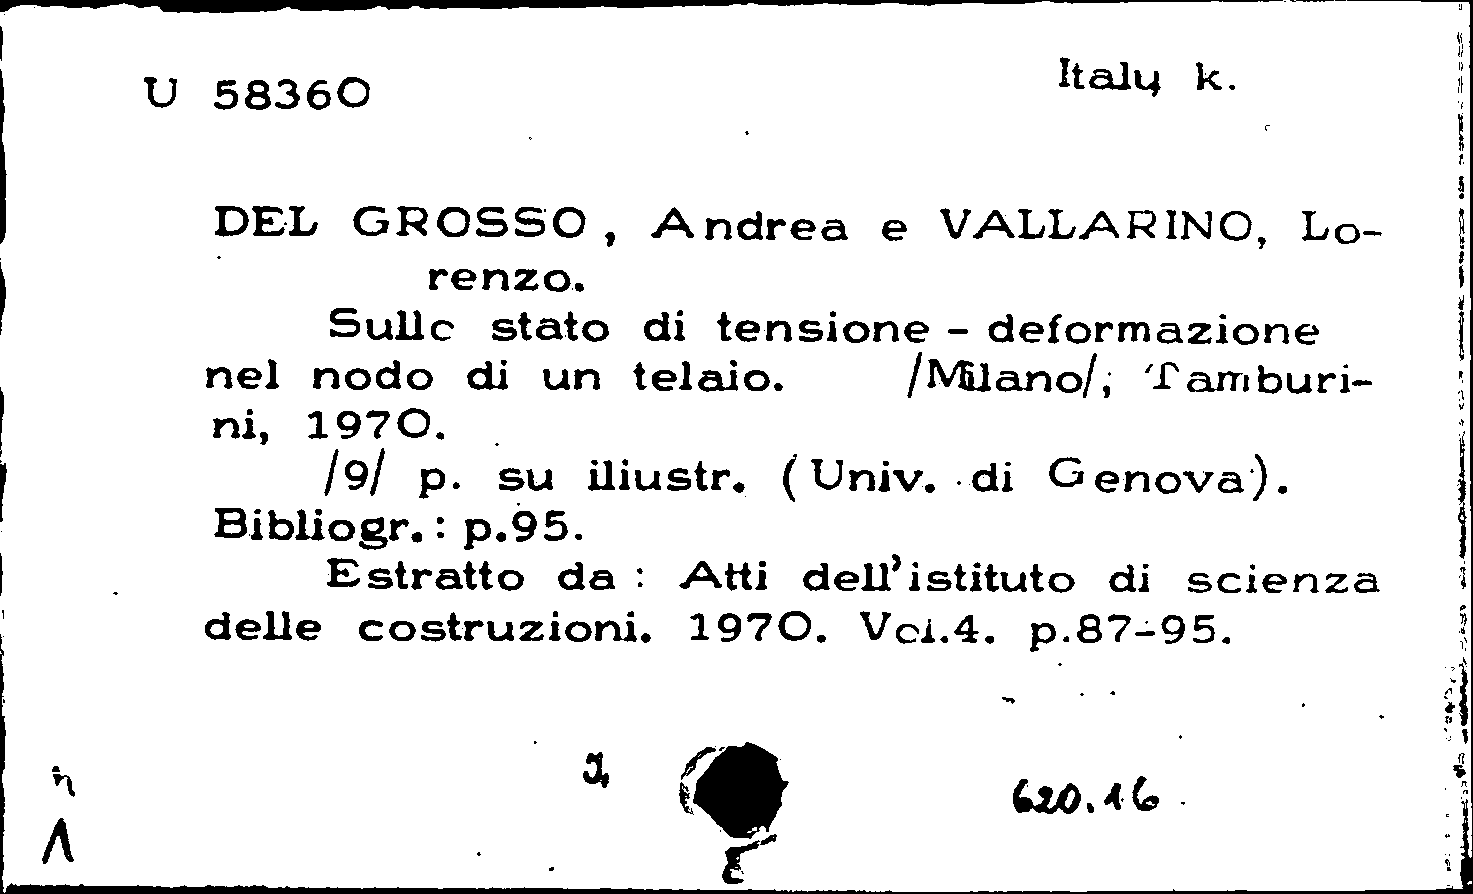 U 58360
Italy k.
DEL GROSSO, Andrea e VALLARINO, Lo-
renzo.
Sullo stato di tensione - deformazione
nel nodo di un telaio. /Milano/, Tamburi-
ni, 1970.
/9/ p. su illustr. (Univ. di Genova).
Bibliogr.: p.95.
Estratto da: Atti dell'istituto di scienza
delle costruzioni. 1970. Vol.4. p.87-95.
620.16